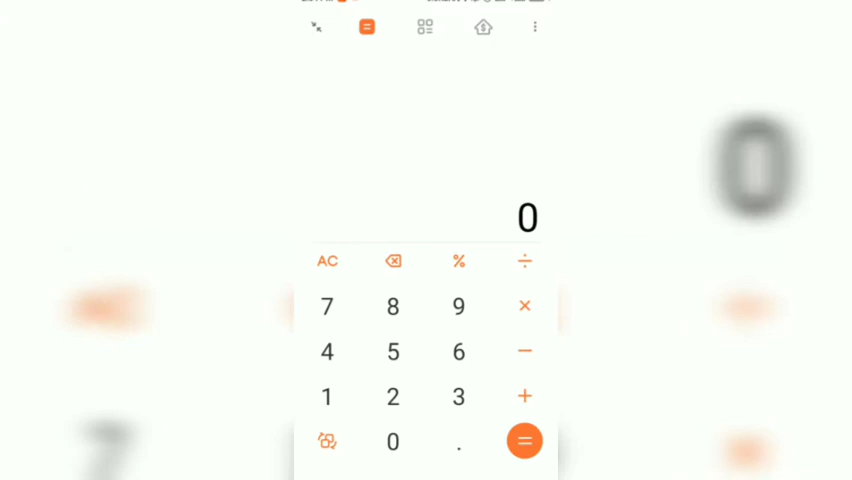 0
AC % ÷
7 8 9 ×
4 5 6 −
1 2 3 +
0 . =